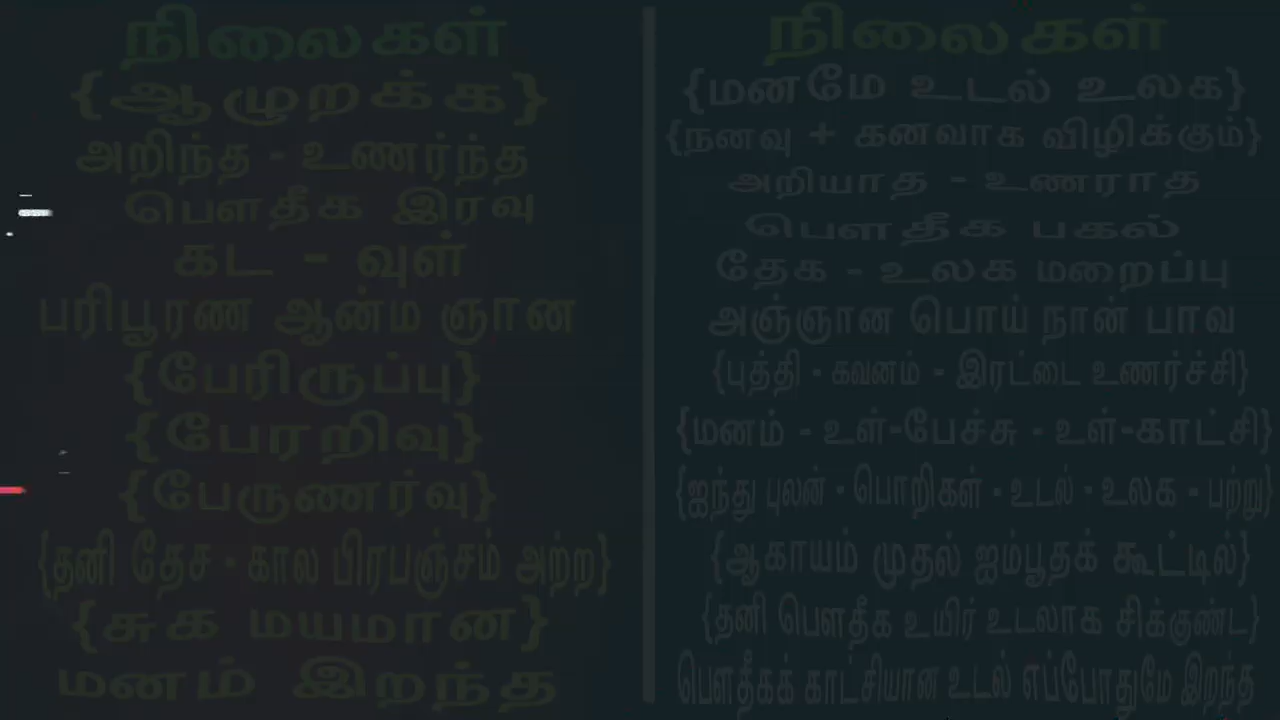 நிலைகள்
{ஆழுறக்க}
அறிந்த - உணர்ந்த
பௌதீக இரவு
கட - வுள்
பரிபூரண ஆன்ம ஞான
{பேரிருப்பு}
{பேரறிவு}
{பேருணர்வு}
{தனி தேச - கால பிரபஞ்சம் அற்ற}
{சுக மயமான}
மனம் இறந்த
நிலைகள்
{மனமே உடல் உலக}
{நனவு + கனவாக விழிக்கும்}
அறியாத - உணராத
பௌதீக பகல்
தேக - உலக மறைப்பு
அஞ்ஞான பொய் நான் பாவ
{புத்தி - கவனம் - இரட்டை உணர்ச்சி}
{மனம் - உள்-பேச்சு - உள்-காட்சி}
{ஐந்து புலன் - பொறிகள் - உடல் - உலக - பற்று}
{ஆகாயம் முதல் ஐம்பூதக் கூட்டில்}
{தனி பௌதீக உயிர் உடலாக சிக்குண்ட}
பௌதீகக் காட்சியான உடல் எப்போதுமே இறந்த